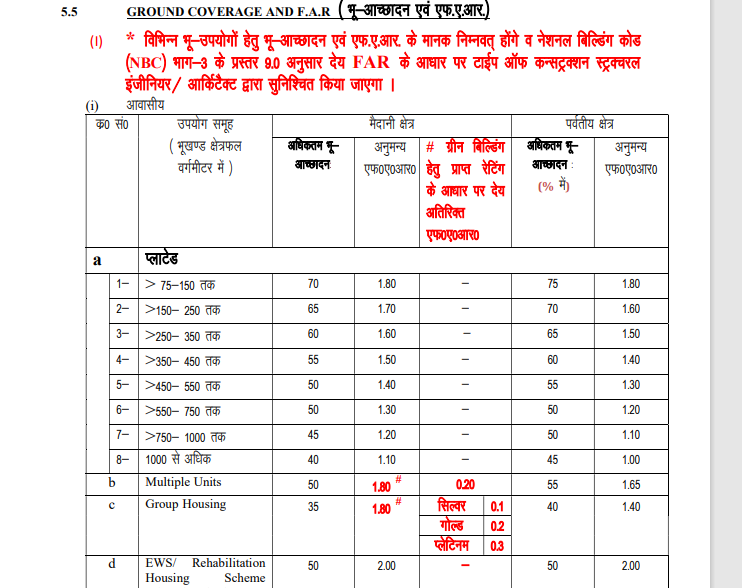 5.5 GROUND COVERAGE AND F.A.R ( भू–आच्छादन एवं एफ.ए.आर.)
(I) * विभिन्न भू–उपयोगों हेतु भू–आच्छादन एवं एफ.ए.आर. के मानक निम्नवत् होंगे व नेशनल बिल्डिंग कोड
(NBC) भाग–3 के प्रस्तर 9.0 अनुसार देय FAR के आधार पर टाईप ऑफ कन्सट्रक्शन स्ट्रक्चरल
इंजीनियर/ आर्किटैक्ट द्वारा सुनिश्चित किया जाएगा ।
(i) आवासीय
क्र0 सं0 उपयोग समूह मैदानी क्षेत्र पर्वतीय क्षेत्र
( भूखण्ड क्षेत्रफल अधिकतम भू– अनुमन्य # ग्रीन बिल्डिंग अधिकतम भू– अनुमन्य
वर्गमीटर में ) आच्छादन एफ0ए0आर0 हेतु प्राप्त रेटिंग आच्छादन : एफ0ए0आर0
के आधार पर देय (% में)
अतिरिक्त
एफ0ए0आर0
a प्लाटेड
1– > 75–150 तक 70 1.80 – 75 1.80
2– >150– 250 तक 65 1.70 – 70 1.60
3– >250– 350 तक 60 1.60 – 65 1.50
4– >350– 450 तक 55 1.50 – 60 1.40
5– >450– 550 तक 50 1.40 – 55 1.30
6– >550– 750 तक 50 1.30 – 50 1.20
7– >750– 1000 तक 45 1.20 – 50 1.10
8– 1000 से अधिक 40 1.10 – 45 1.00
b Multiple Units 50 1.80 # 0.20 55 1.65
c Group Housing 35 1.80 # सिल्वर 0.1 40 1.40
गोल्ड 0.2
प्लेटिनम 0.3
d EWS/ Rehabilitation 50 2.00 – 50 2.00
Housing Scheme